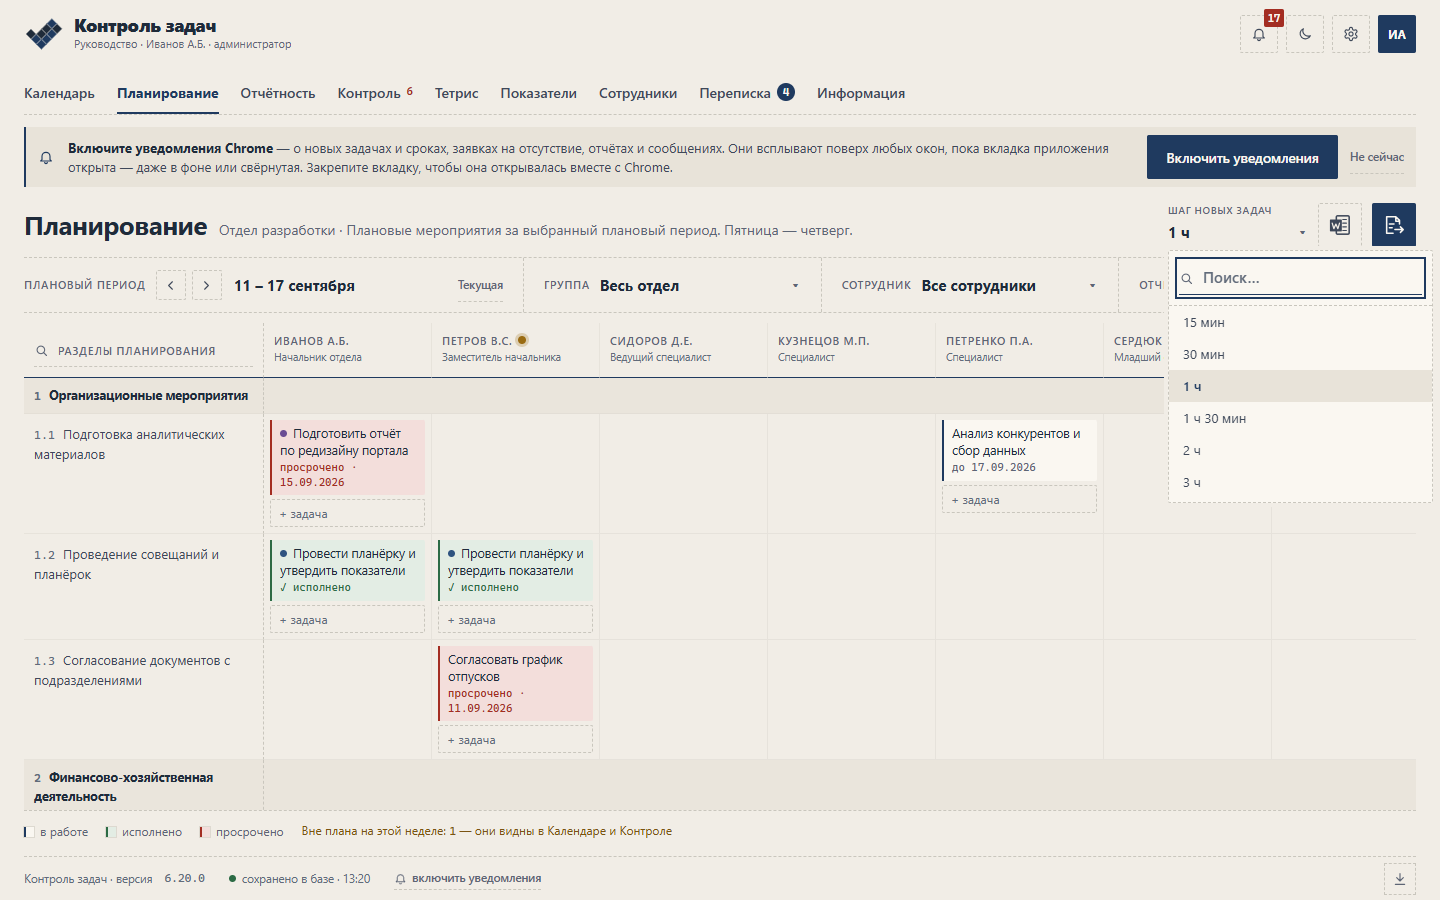 Контроль задач
Руководство · Иванов А.Б. · администратор
17
ИА
Календарь Планирование Отчётность Контроль 6 Тетрис Показатели Сотрудники Переписка 4 Информация
Включите уведомления Chrome — о новых задачах и сроках, заявках на отсутствие, отчётах и сообщениях. Они всплывают поверх любых окон, пока вкладка приложения
открыта — даже в фоне или свёрнутая. Закрепите вкладку, чтобы она открывалась вместе с Chrome.
Включить уведомления
Не сейчас
Планирование
Отдел разработки · Плановые мероприятия за выбранный плановый период. Пятница — четверг.
ШАГ НОВЫХ ЗАДАЧ
1 ч
ПЛАНОВЫЙ ПЕРИОД 11 – 17 сентября Текущая ГРУППА Весь отдел СОТРУДНИК Все сотрудники ОТЧ
Поиск...
15 мин
30 мин
1 ч
1 ч 30 мин
2 ч
3 ч
РАЗДЕЛЫ ПЛАНИРОВАНИЯ
ИВАНОВ А.Б.
Начальник отдела
ПЕТРОВ В.С.
Заместитель начальника
СИДОРОВ Д.Е.
Ведущий специалист
КУЗНЕЦОВ М.П.
Специалист
ПЕТРЕНКО П.А.
Специалист
СЕРДЮК
Младший
1 Организационные мероприятия
1.1 Подготовка аналитических
материалов
Подготовить отчёт
по редизайну портала
просрочено ·
15.09.2026
+ задача
Анализ конкурентов и
сбор данных
до 17.09.2026
+ задача
1.2 Проведение совещаний и
планёрок
Провести планёрку и
утвердить показатели
✓ исполнено
+ задача
Провести планёрку и
утвердить показатели
✓ исполнено
+ задача
1.3 Согласование документов с
подразделениями
Согласовать график
отпусков
просрочено ·
11.09.2026
+ задача
2 Финансово-хозяйственная
деятельность
в работе исполнено просрочено Вне плана на этой неделе: 1 — они видны в Календаре и Контроле
Контроль задач · версия 6.20.0 сохранено в базе · 13:20 включить уведомления